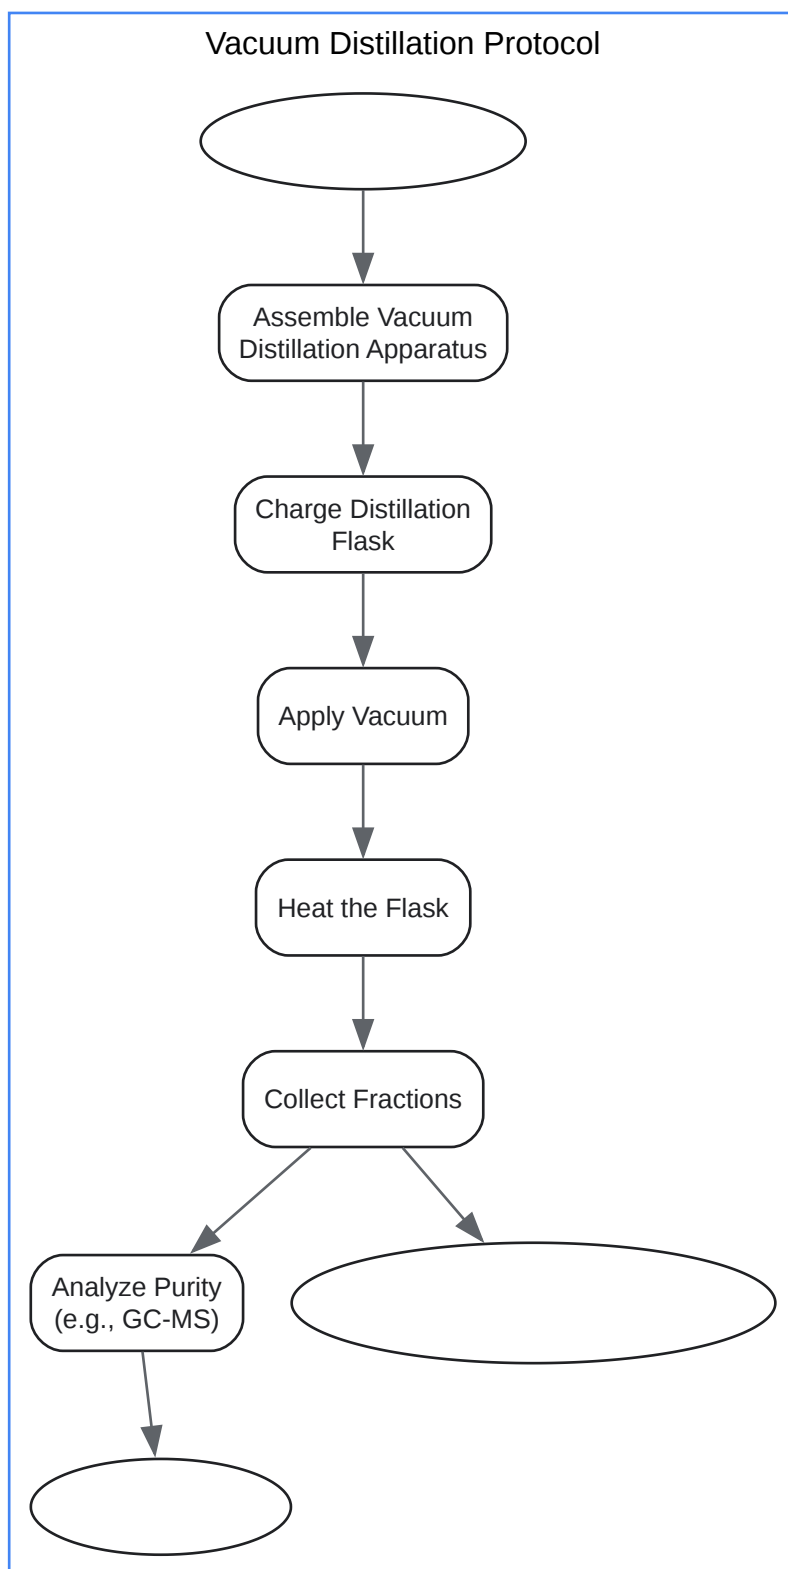 Vacuum Distillation Protocol
Assemble Vacuum
Distillation Apparatus
Charge Distillation
Flask
Apply Vacuum
Heat the Flask
Collect Fractions
Analyze Purity
(e.g., GC-MS)